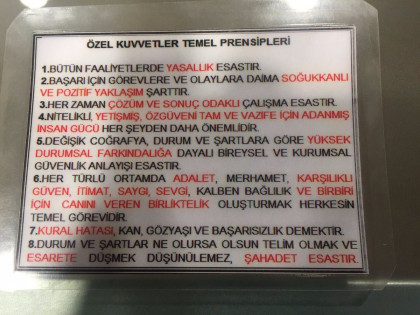 ÖZEL KUVVETLER TEMEL PRENSİPLERİ
1.BÜTÜN FAALİYETLERDE YASALLIK ESASTIR.
2.BAŞARI İÇİN GÖREVLERE VE OLAYLARA DAİMA SOĞUKKANLI
VE POZİTİF YAKLAŞIM ŞARTTIR.
3.HER ZAMAN ÇÖZÜM VE SONUÇ ODAKLI ÇALIŞMA ESASTIR.
4.NİTELİKLİ, YETİŞMİŞ, ÖZGÜVENİ TAM VE VAZİFE İÇİN ADANMIŞ
İNSAN GÜCÜ HER ŞEYDEN DAHA ÖNEMLİDİR.
5.DEĞİŞİK COĞRAFYA, DURUM VE ŞARTLARA GÖRE YÜKSEK
DURUMSAL FARKINDALIĞA DAYALI BİREYSEL VE KURUMSAL
GÜVENLİK ANLAYIŞI ESASTIR.
6.HER TÜRLÜ ORTAMDA ADALET, MERHAMET, KARŞILIKLI
GÜVEN, İTİMAT, SAYGI, SEVGİ, KALBEN BAĞLILIK VE BİRBİRİ
İÇİN CANINI VEREN BİRLİKTELİK OLUŞTURMAK HERKESİN
TEMEL GÖREVİDİR.
7.KURAL HATASI, KAN, GÖZYAŞI VE BAŞARISIZLIK DEMEKTİR.
8.DURUM VE ŞARTLAR NE OLURSA OLSUN TELİM OLMAK VE
ESARETE DÜŞMEK DÜŞÜNÜLEMEZ, ŞAHADET ESASTIR.